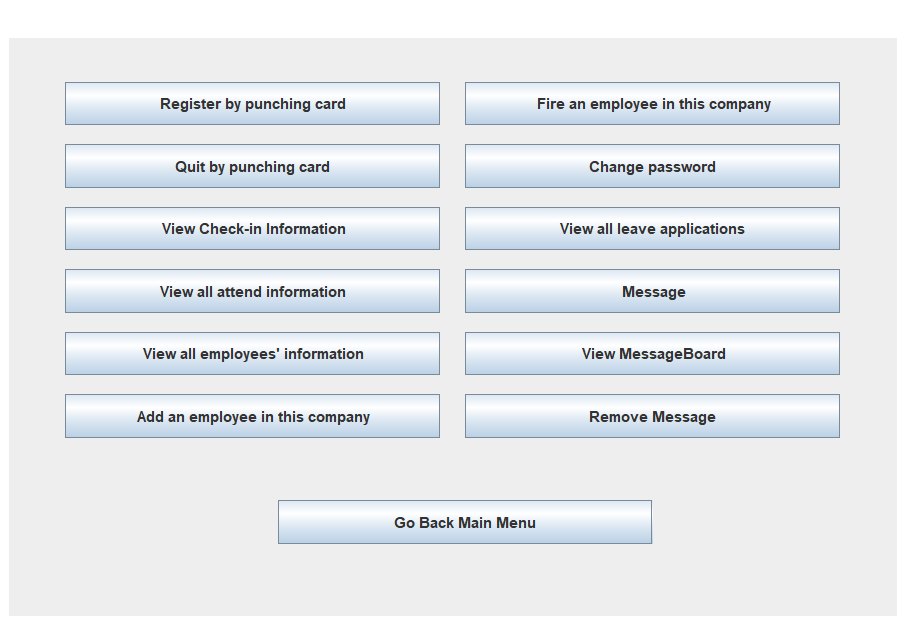 Register by punching card
Fire an employee in this company
Quit by punching card
Change password
View Check-in Information
View all leave applications
View all attend information
Message
View all employees' information
View MessageBoard
Add an employee in this company
Remove Message
Go Back Main Menu